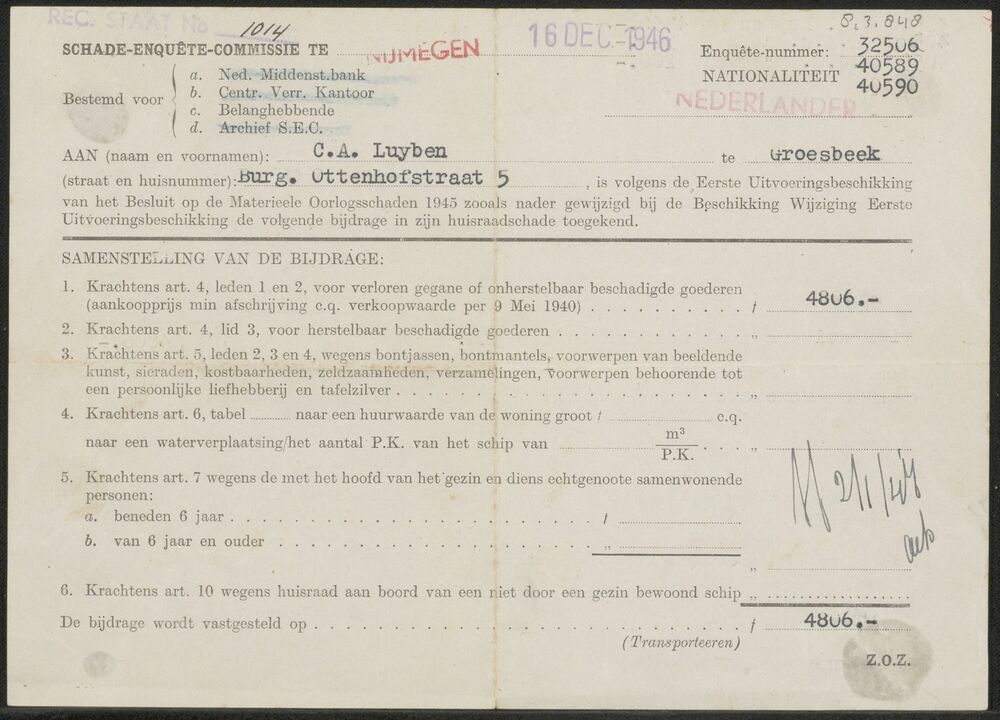 REC. STAAT No 1014
8.3.848
SCHADE-ENQUÊTE-COMMISSIE TE NIJMEGEN
16 DEC. 1946
Enquête-nummer: 32506
40589
40590
NATIONALITEIT
NEDERLANDER
Bestemd voor
a. Ned. Middenst.bank
b. Centr. Verr. Kantoor
c. Belanghebbende
d. Archief S.E.C.
AAN (naam en voornamen): C.A. Luyben te Groesbeek
(straat en huisnummer): Burg. Ottenhofstraat 5, is volgens de Eerste Uitvoeringsbeschikking
van het Besluit op de Materieele Oorlogsschaden 1945 zooals nader gewijzigd bij de Beschikking Wijziging Eerste
Uitvoeringsbeschikking de volgende bijdrage in zijn huisraadschade toegekend.
SAMENSTELLING VAN DE BIJDRAGE:
1. Krachtens art. 4, leden 1 en 2, voor verloren gegane of onherstelbaar beschadigde goederen
(aankoopprijs min afschrijving c.q. verkoopwaarde per 9 Mei 1940) . . . . . . . . . . f 4806.-
2. Krachtens art. 4, lid 3, voor herstelbaar beschadigde goederen . . . . . . . . . . . . „
3. Krachtens art. 5, leden 2, 3 en 4, wegens bontjassen, bontmantels, voorwerpen van beeldende
kunst, sieraden, kostbaarheden, zeldzaamheden, verzamelingen, voorwerpen behoorende tot
een persoonlijke liefhebberij en tafelzilver . . . . . . . . . . . . . . . . . . . . . . „
4. Krachtens art. 6, tabel ........ naar een huurwaarde van de woning groot f ................ c.q.
naar een waterverplaatsing/het aantal P.K. van het schip van ................ m³/P.K. . . . „
5. Krachtens art. 7 wegens de met het hoofd van het gezin en diens echtgenoote samenwonende
personen:
a. beneden 6 jaar . . . . . . . . . . . . . . . . . . . . . . f
b. van 6 jaar en ouder . . . . . . . . . . . . . . . . . . . „
„
6. Krachtens art. 10 wegens huisraad aan boord van een niet door een gezin bewoond schip „
De bijdrage wordt vastgesteld op . . . . . . . . . . . . . . . . . . . . . . . . . . f 4806.-
(Transporteeren)
Z.O.Z.